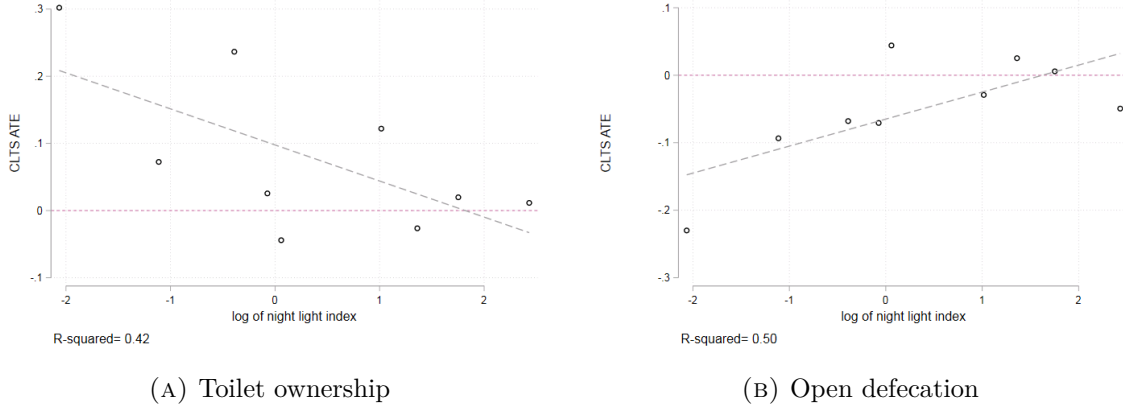 .3
.2
.1
0
-.1
CLTS ATE
-2
-1
0
1
2
log of night light index
R-squared= 0.42
(A) Toilet ownership
.1
0
-.1
-.2
-.3
CLTS ATE
-2
-1
0
1
2
log of night light index
R-squared= 0.50
(B) Open defecation